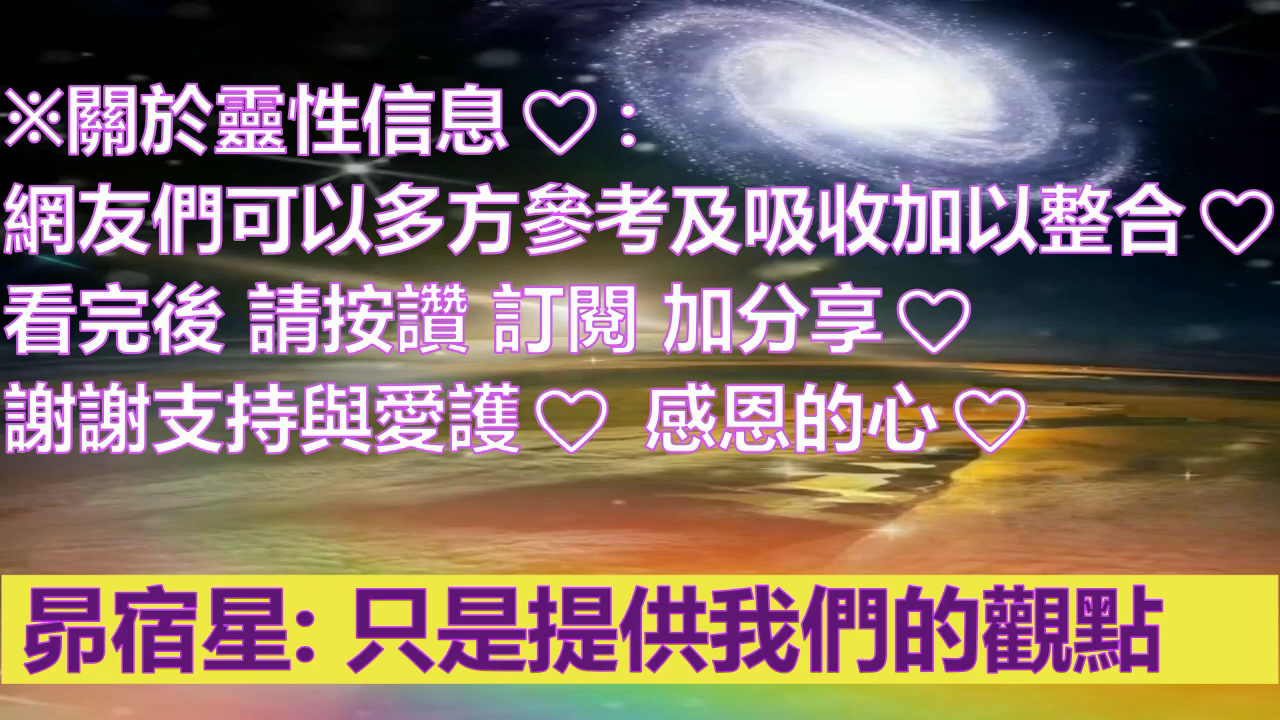 ※關於靈性信息♡:
網友們可以多方參考及吸收加以整合♡
看完後 請按讚 訂閱 加分享♡
謝謝支持與愛護♡ 感恩的心♡
昴宿星: 只是提供我們的觀點